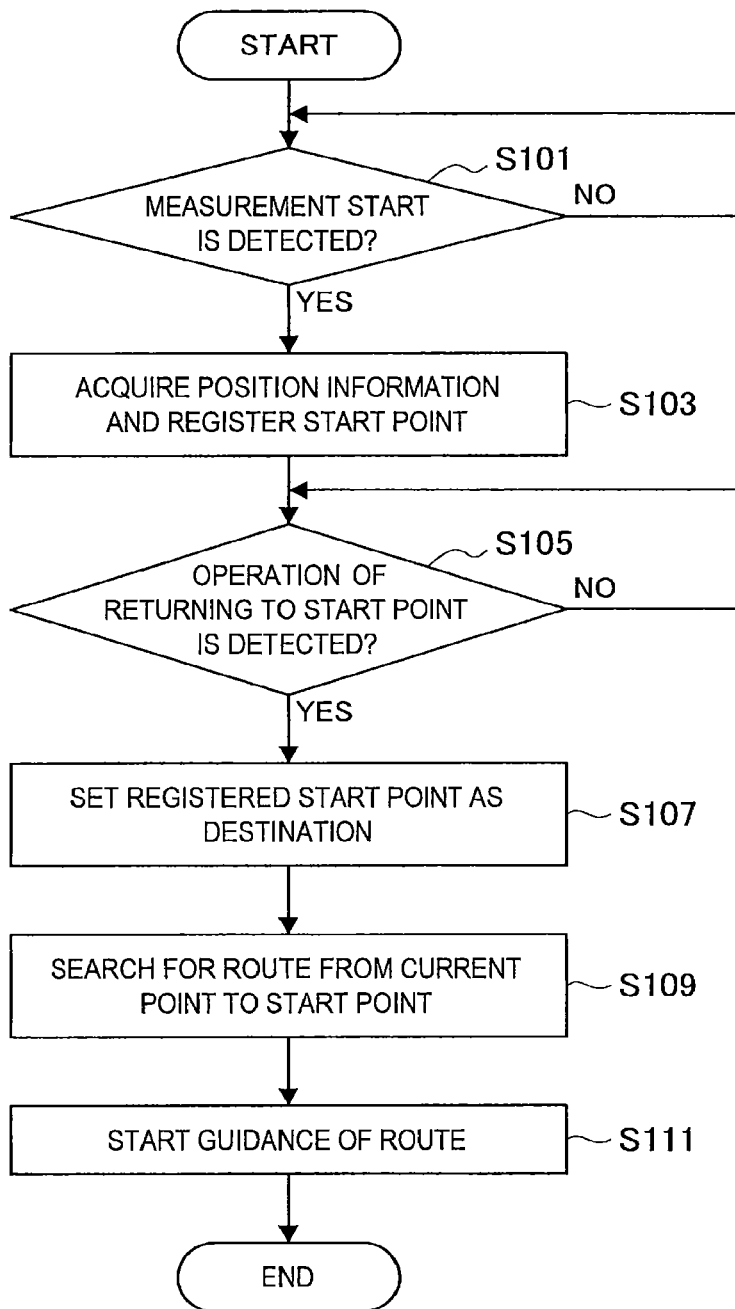 START
S101
MEASUREMENT START
IS DETECTED?
NO
YES
ACQUIRE POSITION INFORMATION
AND REGISTER START POINT
S103
S105
OPERATION OF
RETURNING TO START POINT
IS DETECTED?
NO
YES
SET REGISTERED START POINT AS
DESTINATION
S107
SEARCH FOR ROUTE FROM CURRENT
POINT TO START POINT
S109
START GUIDANCE OF ROUTE
S111
END